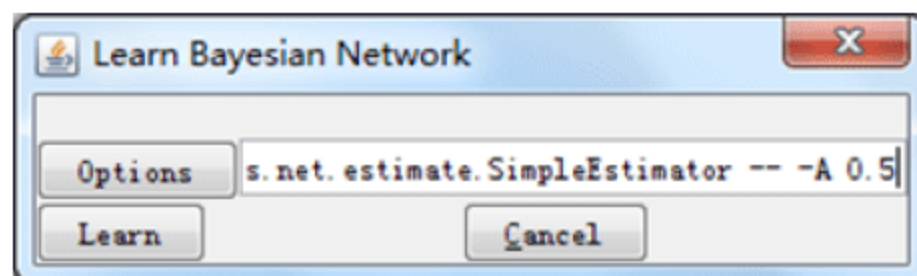 Learn Bayesian Network
Options s.net.estimate.SimpleEstimator -- -A 0.5
Learn Cancel